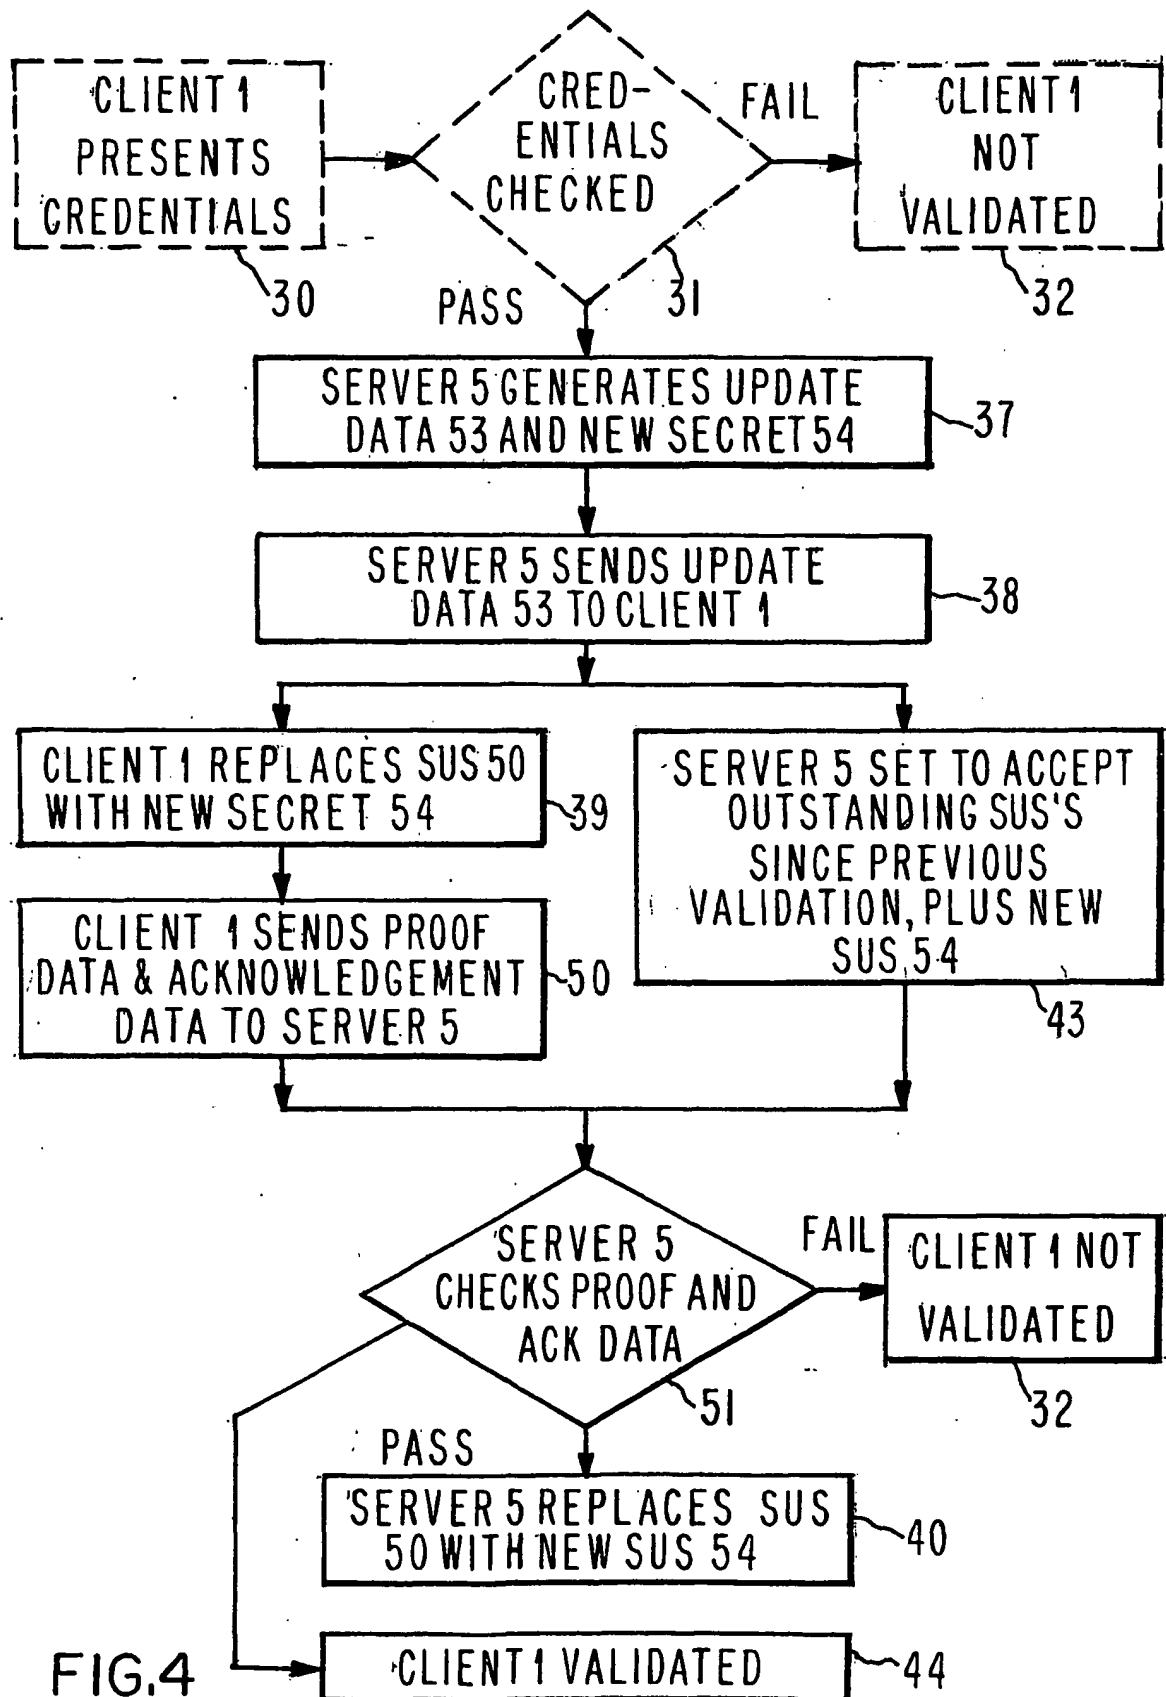 CLIENT 1
PRESENTS
CREDENTIALS
30
CRED-
ENTIALS
CHECKED
31
FAIL
CLIENT 1
NOT
VALIDATED
32
PASS
SERVER 5 GENERATES UPDATE
DATA 53 AND NEW SECRET 54
37
SERVER 5 SENDS UPDATE
DATA 53 TO CLIENT 1
38
CLIENT 1 REPLACES SUS 50
WITH NEW SECRET 54
39
CLIENT 1 SENDS PROOF
DATA & ACKNOWLEDGEMENT
DATA TO SERVER 5
50
SERVER 5 SET TO ACCEPT
OUTSTANDING SUS'S
SINCE PREVIOUS
VALIDATION, PLUS NEW
SUS 54
43
SERVER 5
CHECKS PROOF AND
ACK DATA
51
FAIL
CLIENT 1 NOT
VALIDATED
32
PASS
SERVER 5 REPLACES SUS
50 WITH NEW SUS 54
40
CLIENT 1 VALIDATED
44
FIG.4